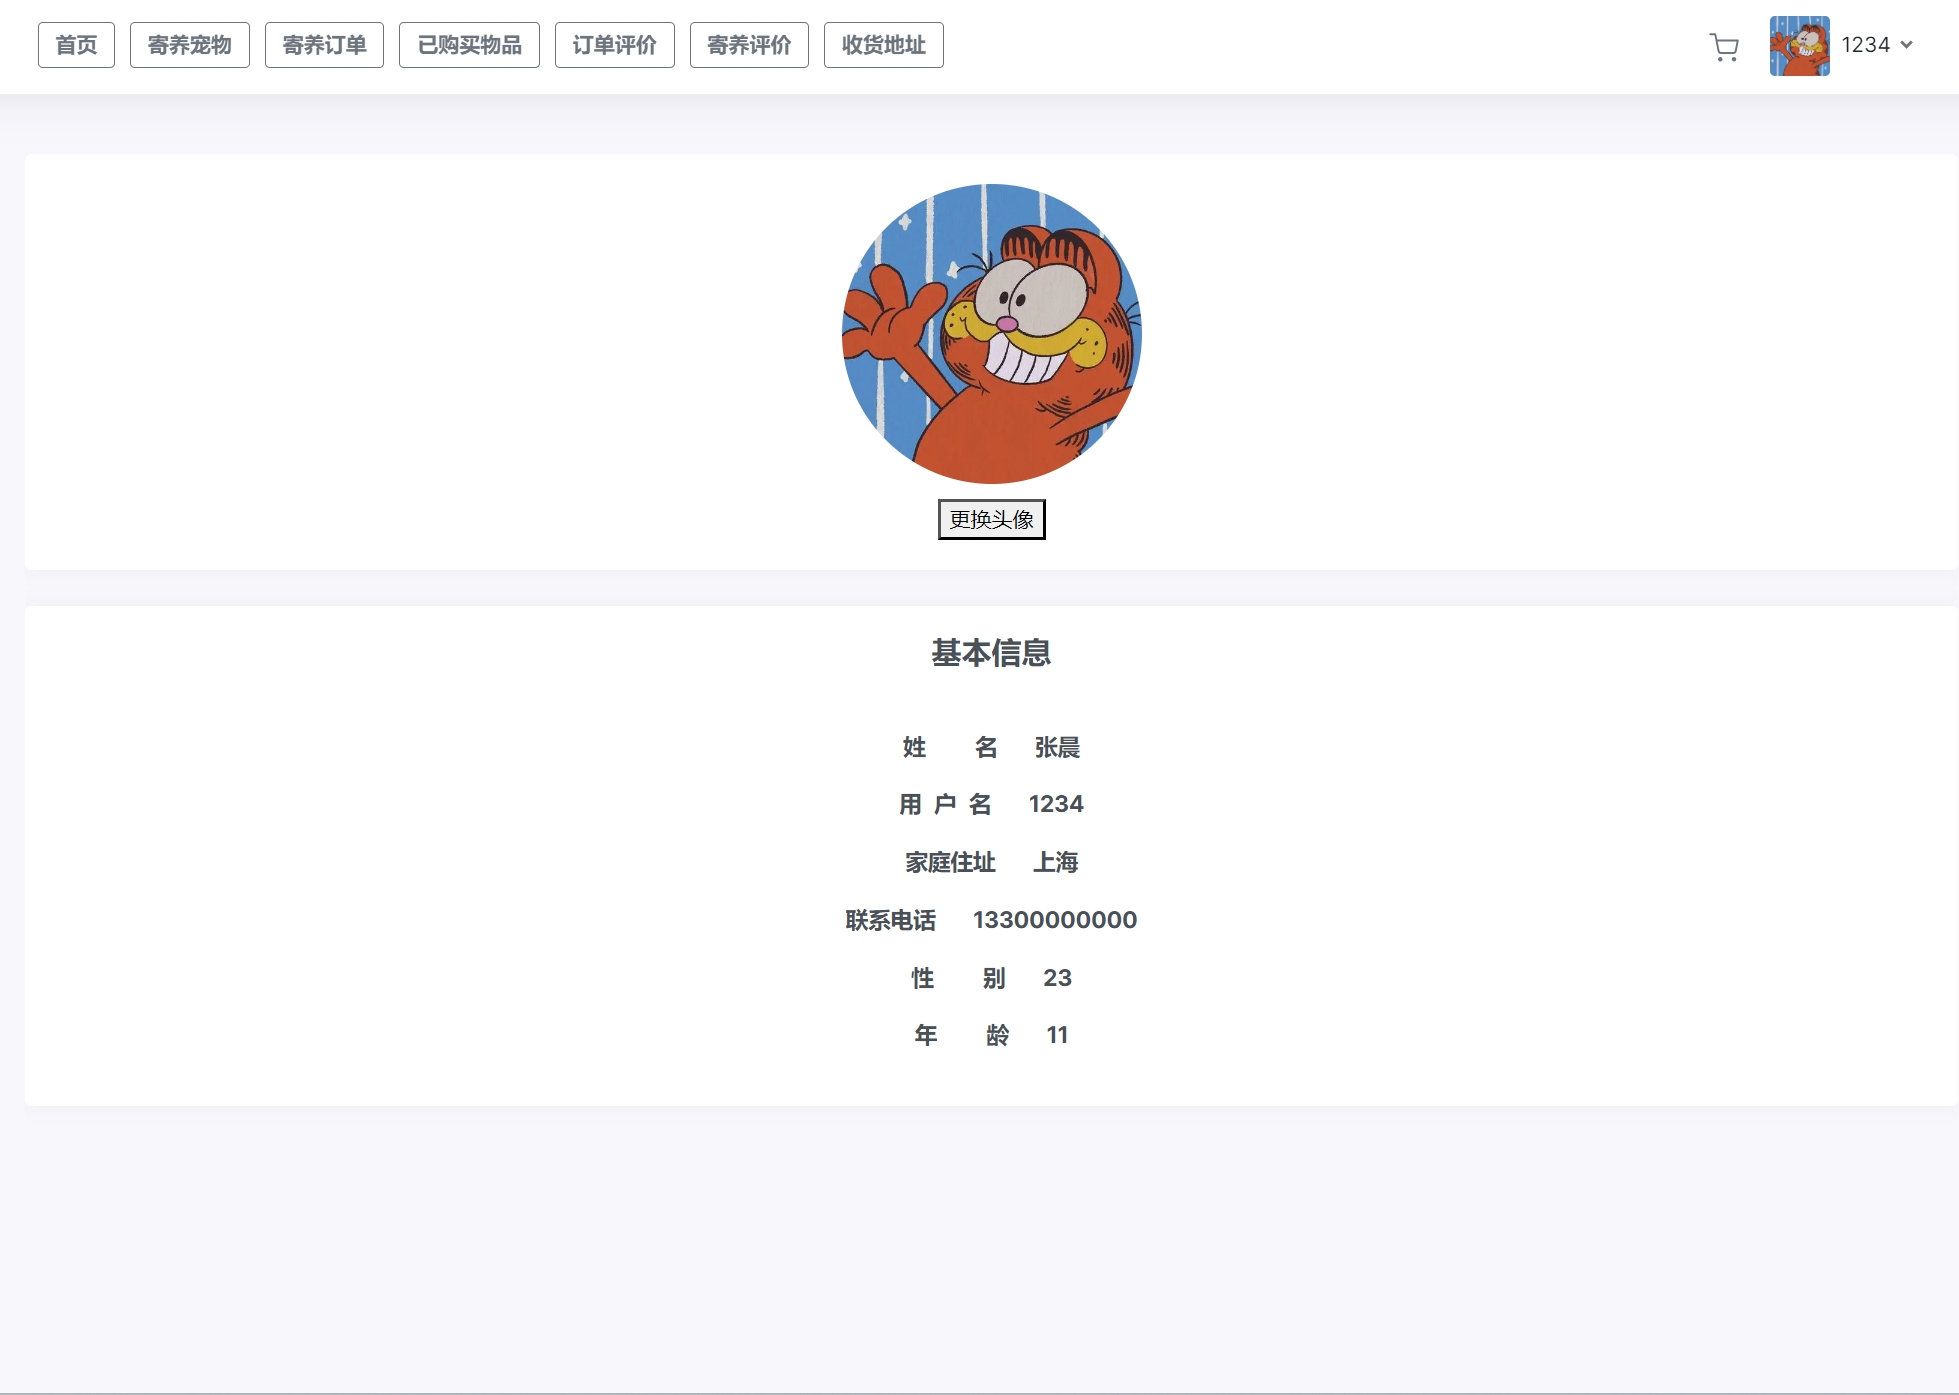 首页 寄养宠物 寄养订单 已购买物品 订单评价 寄养评价 收货地址 1234
更换头像
基本信息
姓 名 张晨
用 户 名 1234
家庭住址 上海
联系电话 13300000000
性 别 23
年 龄 11